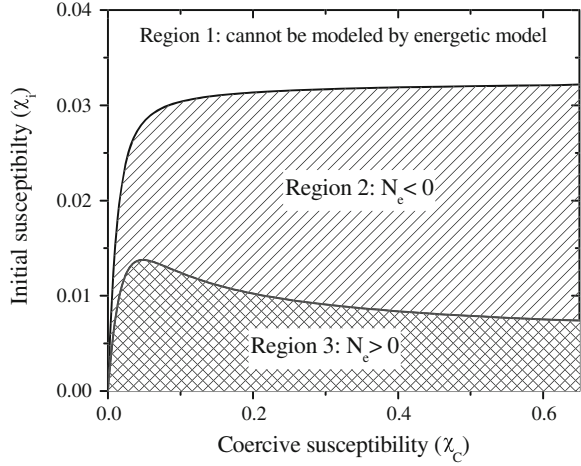 0.04
Region 1: cannot be modeled by energetic model
0.03
Region 2: Nₑ < 0
0.02
Initial susceptibilty (χᵢ)
0.01
Region 3: Nₑ > 0
0.00
0.0 0.2 0.4 0.6
Coercive susceptibility (χ_C)